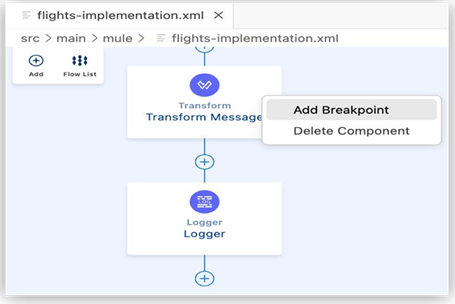 flights-implementation.xml ×
src > main > mule > flights-implementation.xml
Add Flow List
Transform
Transform Message
Add Breakpoint
Delete Component
Logger
Logger